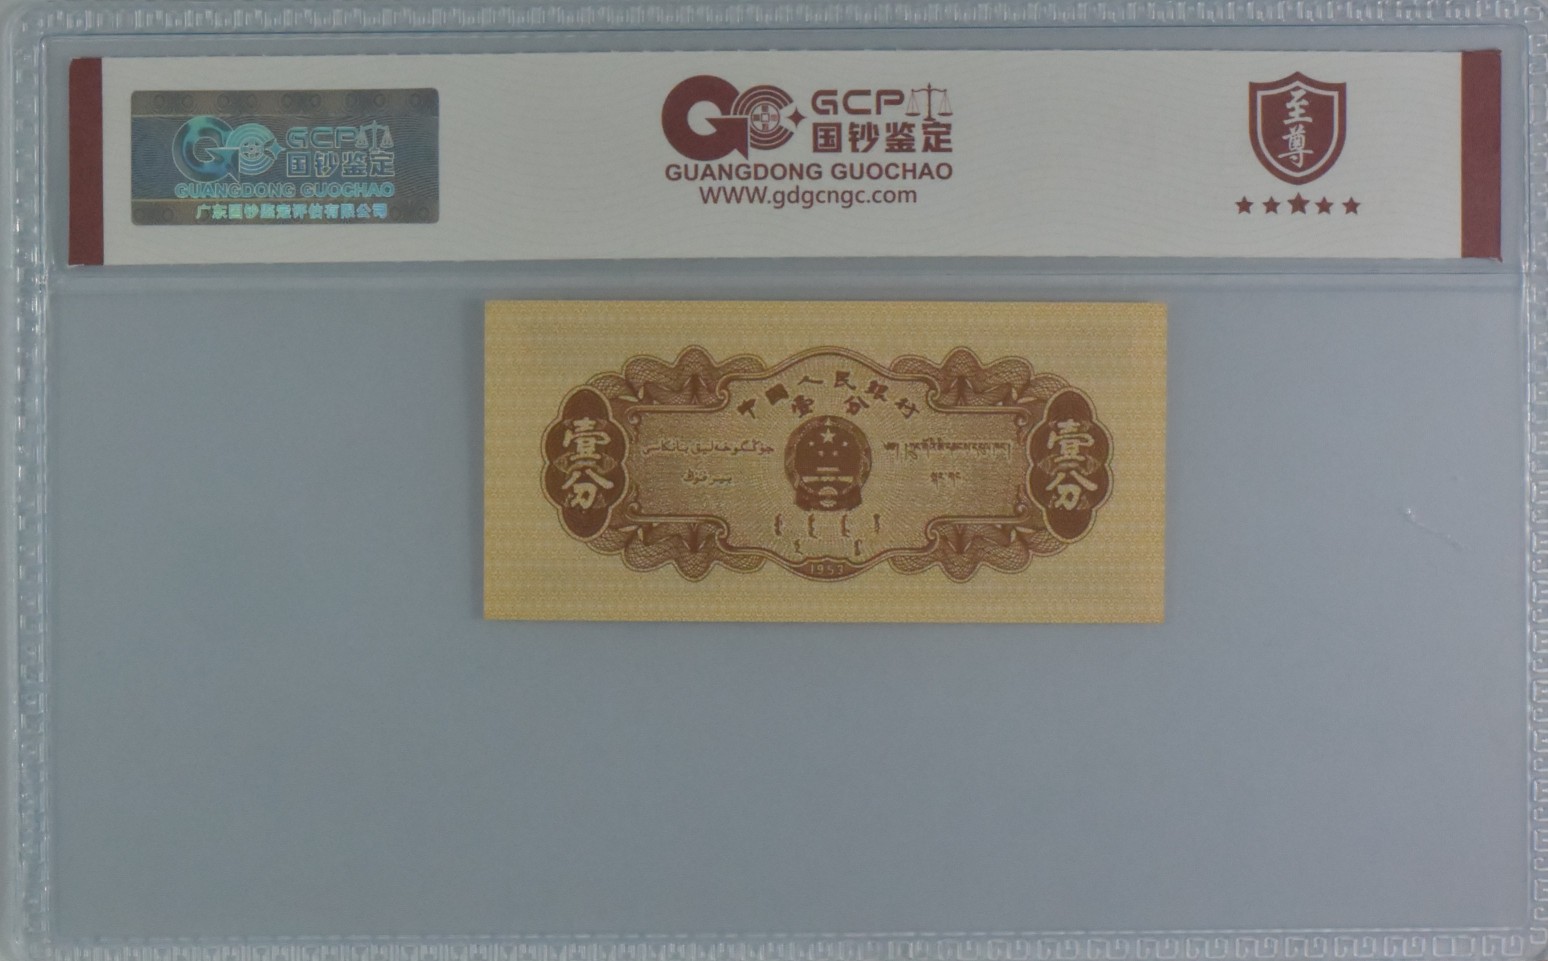 GCP
国钞鉴定
GUANGDONG GUOCHAO
广东国钞鉴定评估有限公司
GCP
国钞鉴定
GUANGDONG GUOCHAO
WWW.gdgcngc.com
至尊
中国人民银行
壹分
壹分
壹分
1953